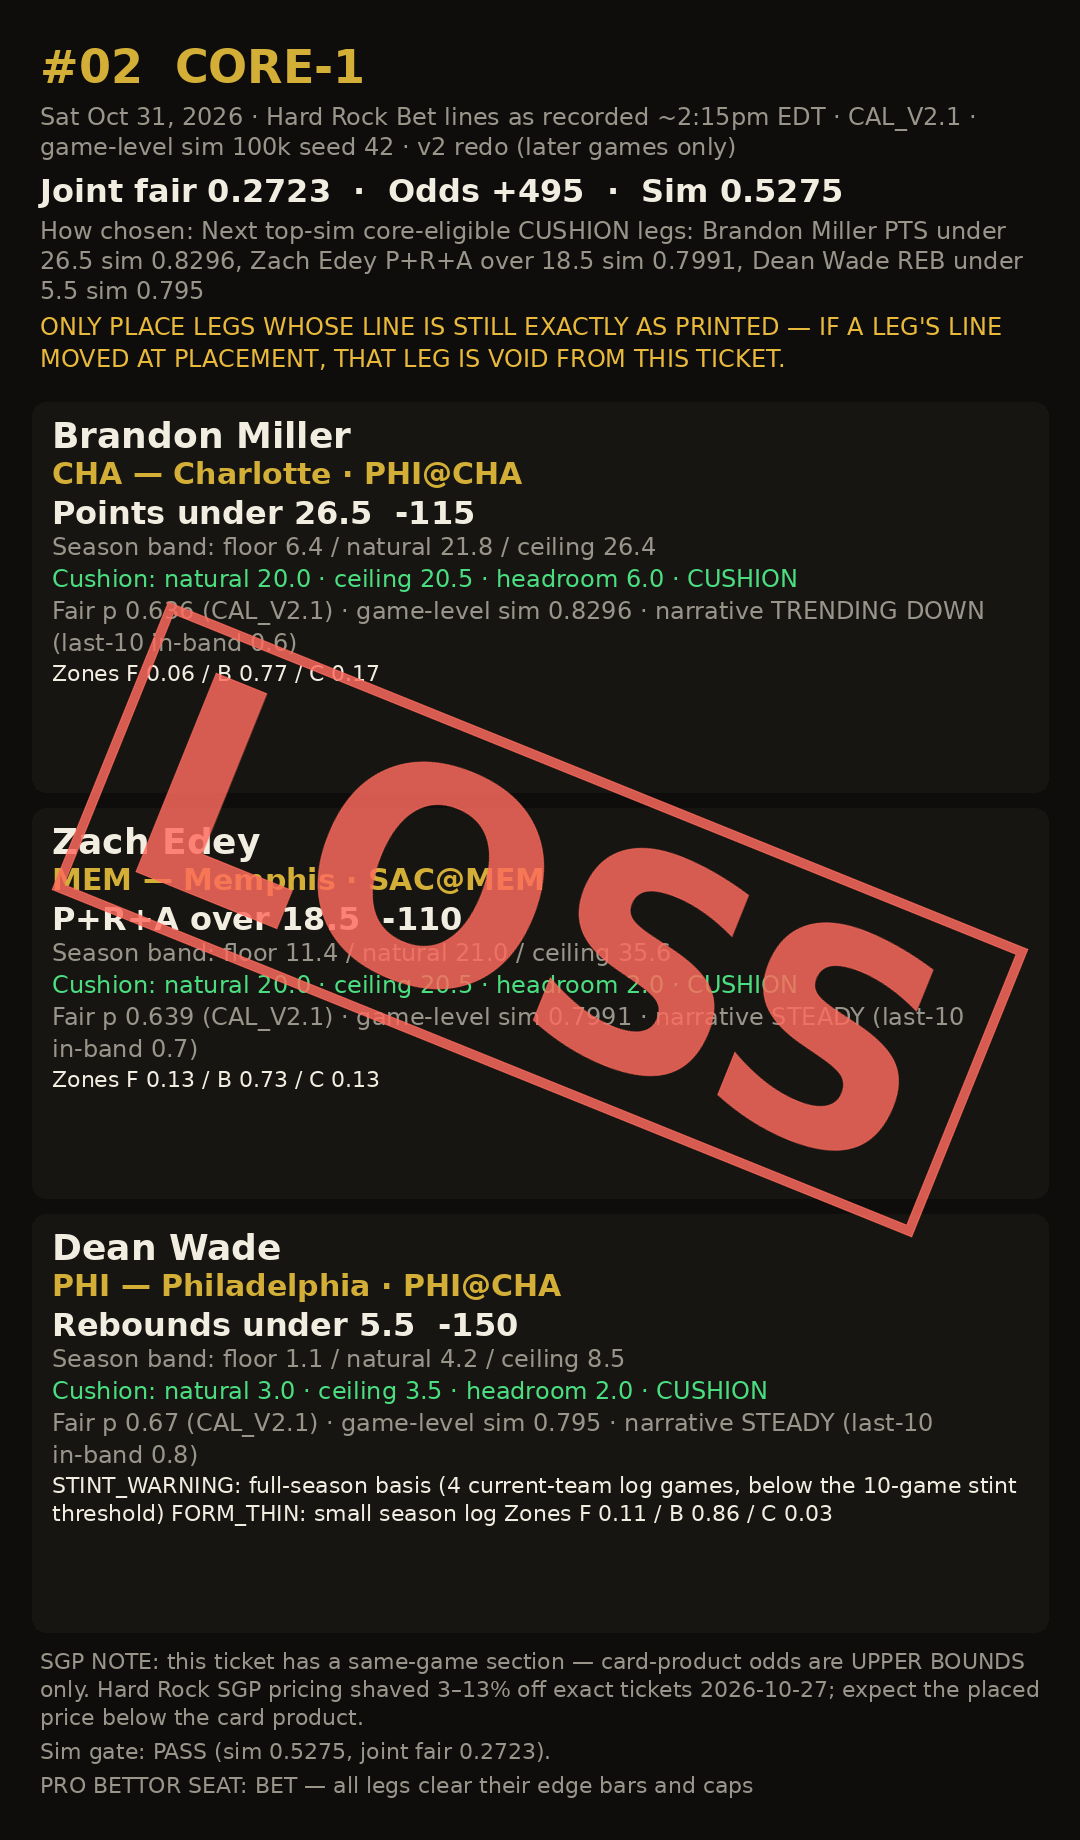 #02 CORE-1
Sat Oct 31, 2026 · Hard Rock Bet lines as recorded ~2:15pm EDT · CAL_V2.1 ·
game-level sim 100k seed 42 · v2 redo (later games only)
Joint fair 0.2723 · Odds +495 · Sim 0.5275
How chosen: Next top-sim core-eligible CUSHION legs: Brandon Miller PTS under
26.5 sim 0.8296, Zach Edey P+R+A over 18.5 sim 0.7991, Dean Wade REB under
5.5 sim 0.795
ONLY PLACE LEGS WHOSE LINE IS STILL EXACTLY AS PRINTED — IF A LEG'S LINE
MOVED AT PLACEMENT, THAT LEG IS VOID FROM THIS TICKET.
Brandon Miller
CHA — Charlotte · PHI@CHA
Points under 26.5 -115
Season band: floor 6.4 / natural 21.8 / ceiling 26.4
Cushion: natural 20.0 · ceiling 20.5 · headroom 6.0 · CUSHION
Fair p 0.636 (CAL_V2.1) · game-level sim 0.8296 · narrative TRENDING DOWN
(last-10 in-band 0.6)
Zones F 0.06 / B 0.77 / C 0.17
LOSS
Zach Edey
MEM — Memphis · SAC@MEM
P+R+A over 18.5 -110
Season band: floor 11.4 / natural 21.0 / ceiling 35.6
Cushion: natural 20.0 · ceiling 20.5 · headroom 2.0 · CUSHION
Fair p 0.639 (CAL_V2.1) · game-level sim 0.7991 · narrative STEADY (last-10
in-band 0.7)
Zones F 0.13 / B 0.73 / C 0.13
Dean Wade
PHI — Philadelphia · PHI@CHA
Rebounds under 5.5 -150
Season band: floor 1.1 / natural 4.2 / ceiling 8.5
Cushion: natural 3.0 · ceiling 3.5 · headroom 2.0 · CUSHION
Fair p 0.67 (CAL_V2.1) · game-level sim 0.795 · narrative STEADY (last-10
in-band 0.8)
STINT_WARNING: full-season basis (4 current-team log games, below the 10-game stint
threshold) FORM_THIN: small season log Zones F 0.11 / B 0.86 / C 0.03
SGP NOTE: this ticket has a same-game section — card-product odds are UPPER BOUNDS
only. Hard Rock SGP pricing shaved 3–13% off exact tickets 2026-10-27; expect the placed
price below the card product.
Sim gate: PASS (sim 0.5275, joint fair 0.2723).
PRO BETTOR SEAT: BET — all legs clear their edge bars and caps